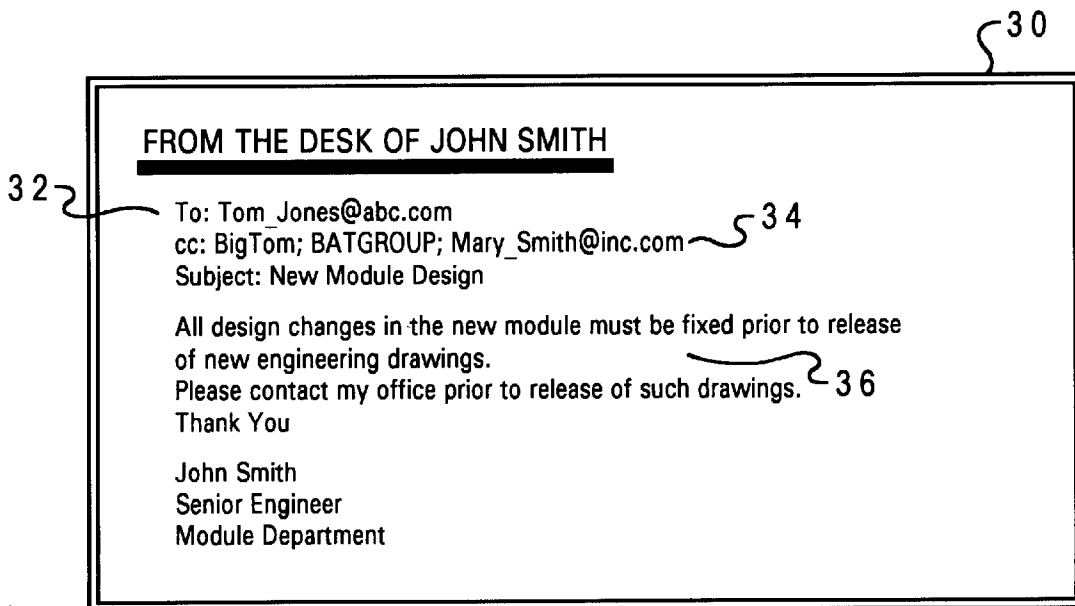 30
FROM THE DESK OF JOHN SMITH
32
To: Tom_Jones@abc.com
cc: BigTom; BATGROUP; Mary_Smith@inc.com
34
Subject: New Module Design
All design changes in the new module must be fixed prior to release
of new engineering drawings.
Please contact my office prior to release of such drawings.
36
Thank You
John Smith
Senior Engineer
Module Department